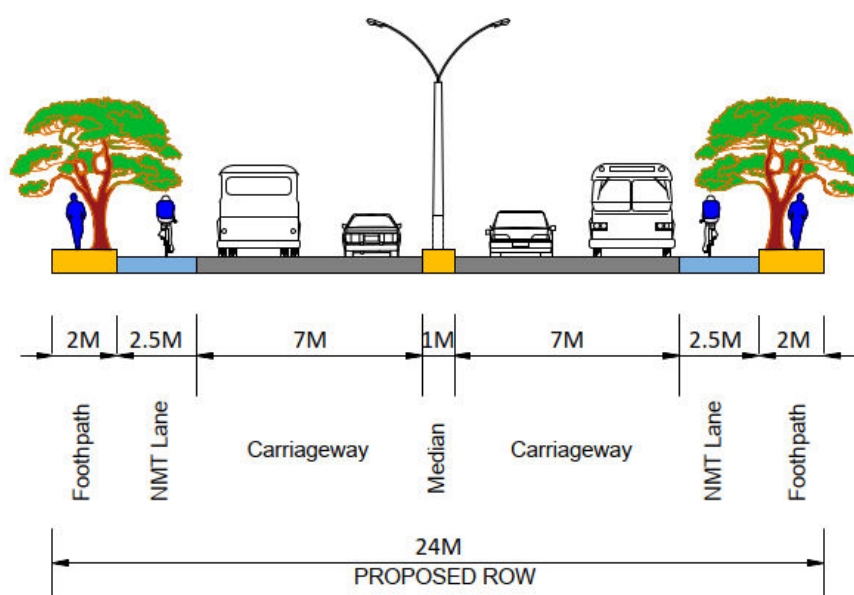 2M 2.5M 7M 1M 7M 2.5M 2M
Foothpath
NMT Lane
Carriageway
Median
Carriageway
NMT Lane
Foothpath
24M
PROPOSED ROW